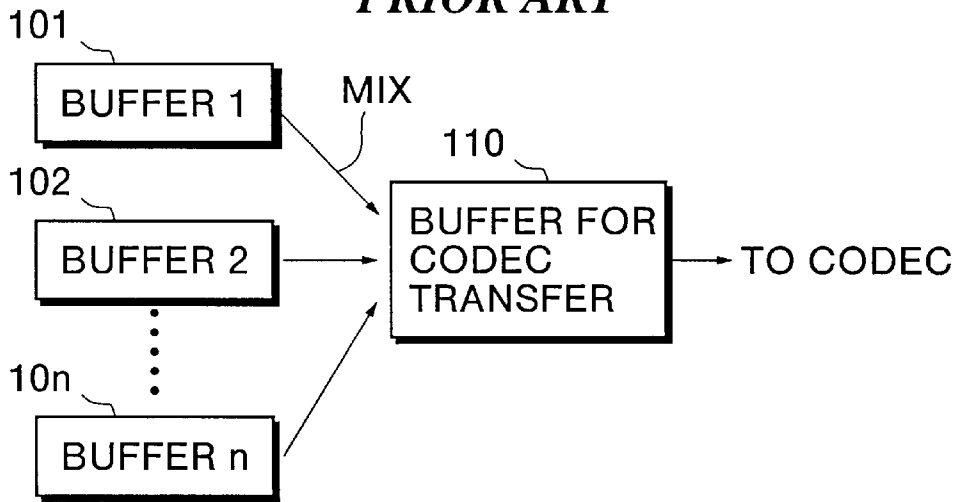 PRIOR ART
101
BUFFER 1
MIX
110
102
BUFFER FOR
CODEC
TRANSFER
BUFFER 2
TO CODEC
10n
BUFFER n